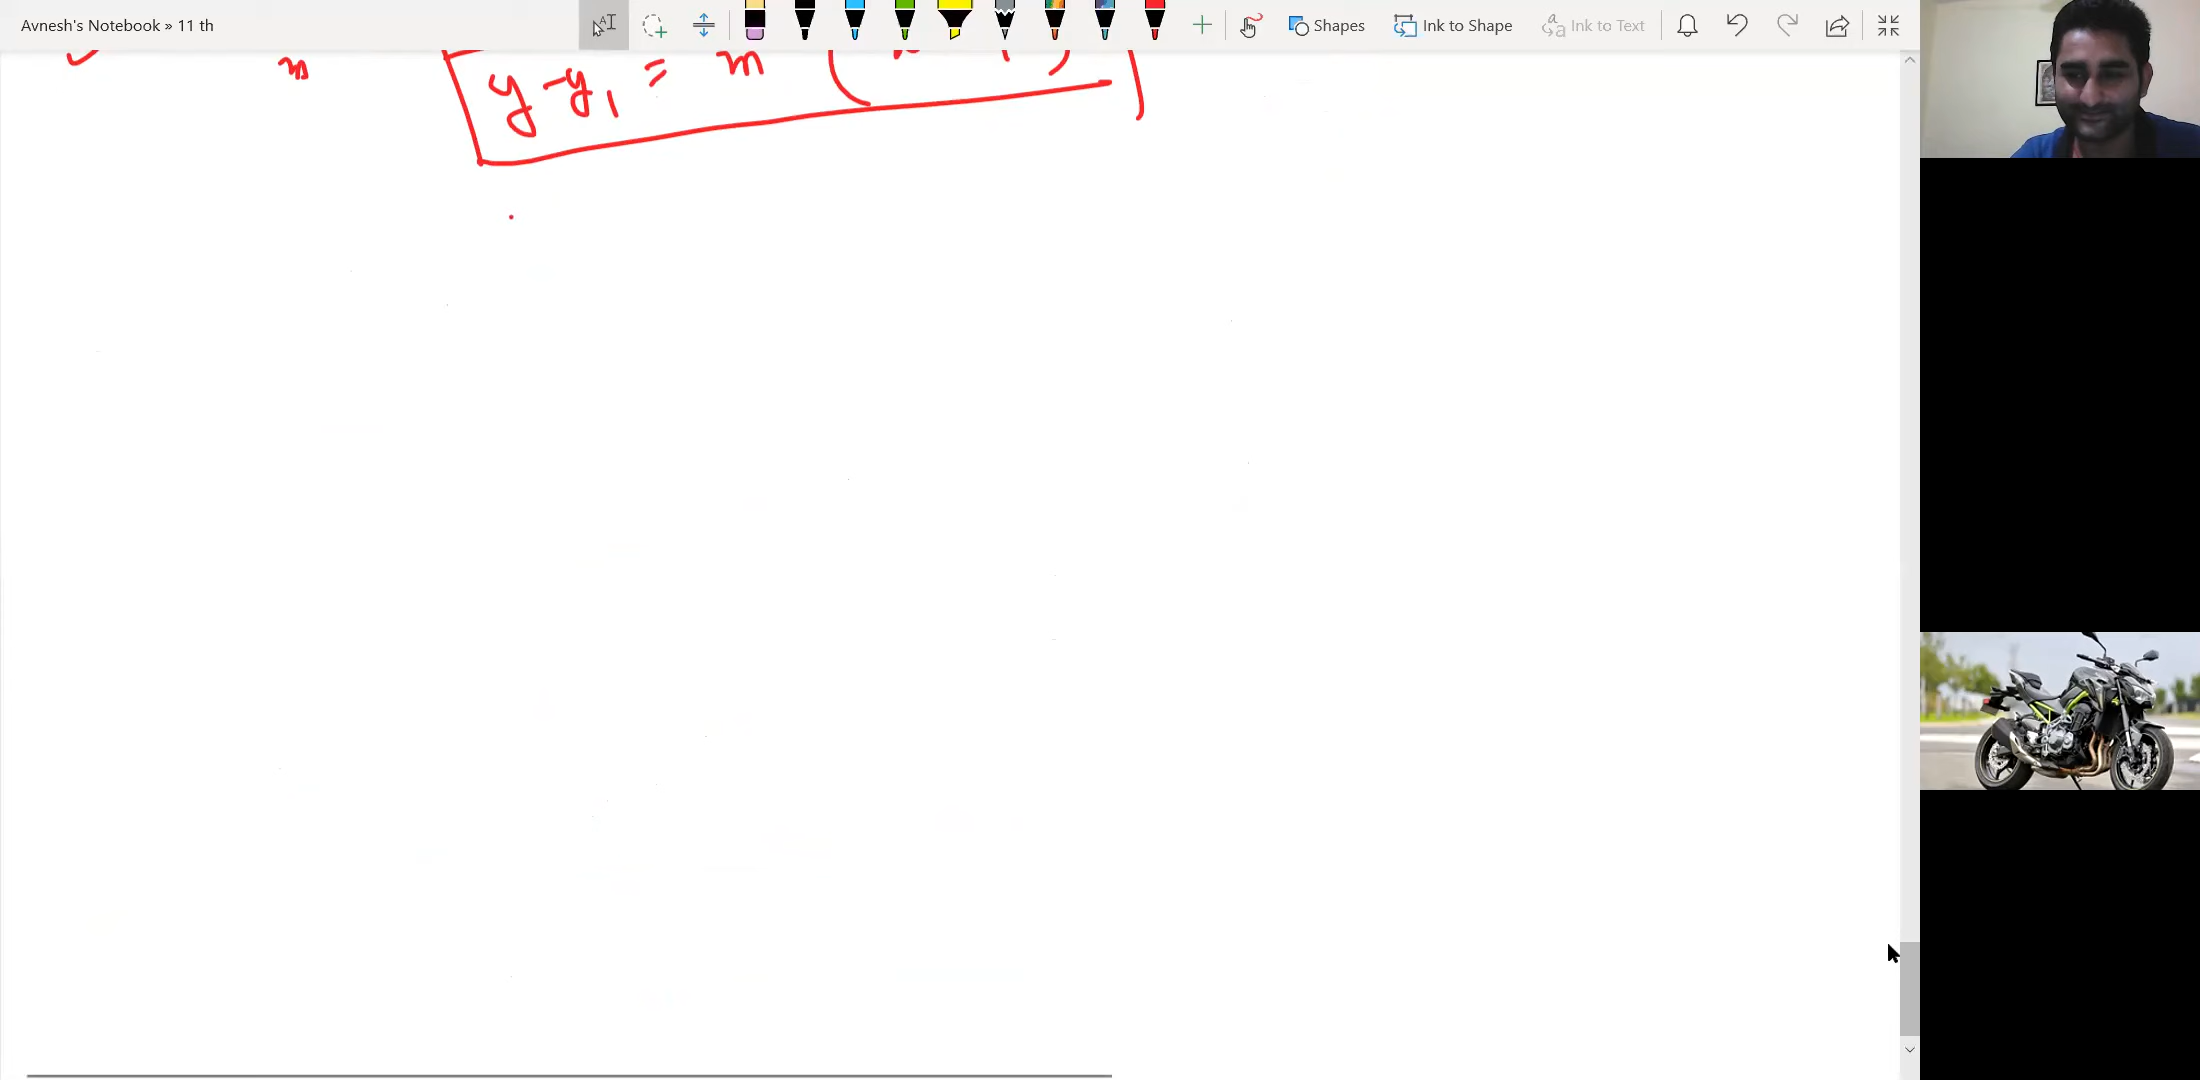 Avnesh's Notebook » 11 th
Shapes
Ink to Shape
Ink to Text
m
y-y₁ = m (